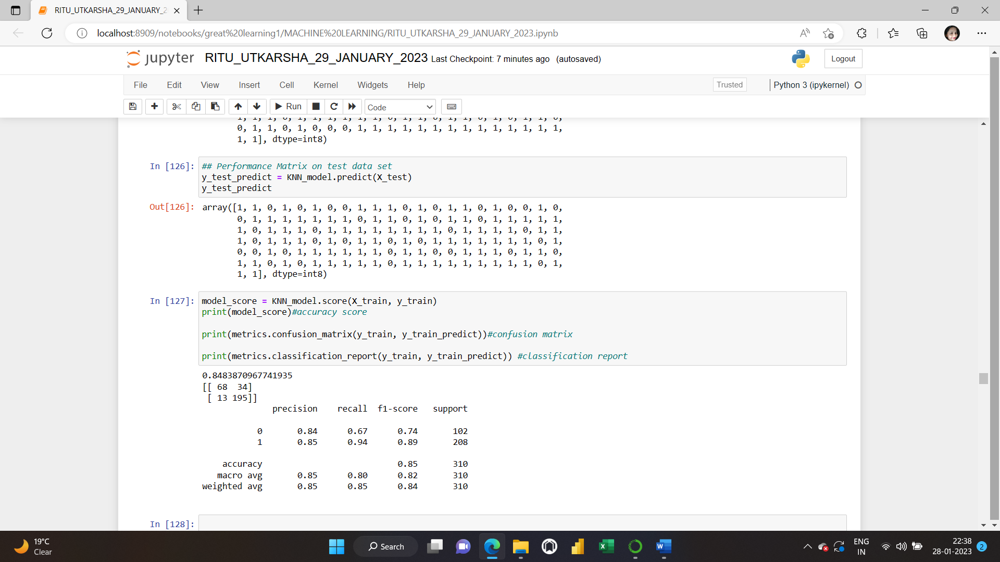 RITU_UTKARSHA_29_JANUARY_2
localhost:8909/notebooks/great%20learning1/MACHINE%20LEARNING/RITU_UTKARSHA_29_JANUARY_2023.ipynb
jupyter RITU_UTKARSHA_29_JANUARY_2023 Last Checkpoint: 7 minutes ago (autosaved)
Logout
File Edit View Insert Cell Kernel Widgets Help
Trusted
Python 3 (ipykernel)
Run
Code
0, 1, 1, 0, 1, 0, 0, 0, 1, 1, 1, 1, 1, 1, 1, 1, 1, 1, 1, 1, 1, 1,
1, 1], dtype=int8)
In [126]: ## Performance Matrix on test data set
y_test_predict = KNN_model.predict(X_test)
y_test_predict
Out[126]: array([1, 1, 0, 1, 0, 1, 0, 0, 1, 1, 1, 0, 1, 0, 1, 1, 0, 1, 0, 0, 1, 0,
0, 1, 1, 1, 1, 1, 1, 1, 0, 1, 1, 0, 1, 0, 1, 1, 0, 1, 1, 1, 1, 1,
1, 0, 1, 1, 1, 0, 1, 1, 1, 1, 1, 1, 1, 1, 0, 1, 1, 1, 1, 0, 1, 1,
1, 0, 1, 1, 1, 0, 1, 0, 1, 1, 0, 1, 0, 1, 1, 1, 1, 1, 1, 1, 0, 1,
0, 0, 1, 0, 1, 1, 1, 1, 1, 1, 0, 1, 1, 0, 0, 1, 1, 1, 0, 1, 1, 0,
1, 1, 0, 1, 0, 1, 1, 1, 1, 1, 0, 1, 1, 1, 1, 1, 1, 1, 1, 1, 0, 1,
1, 1], dtype=int8)
In [127]: model_score = KNN_model.score(X_train, y_train)
print(model_score)#accuracy score
print(metrics.confusion_matrix(y_train, y_train_predict))#confusion matrix
print(metrics.classification_report(y_train, y_train_predict)) #classification report
0.8483870967741935
[[ 68 34]
[ 13 195]]
precision recall f1-score support
0 0.84 0.67 0.74 102
1 0.85 0.94 0.89 208
accuracy 0.85 310
macro avg 0.85 0.80 0.82 310
weighted avg 0.85 0.85 0.84 310
In [128]:
19°C
Clear
Search
ENG
IN
22:38
28-01-2023
2